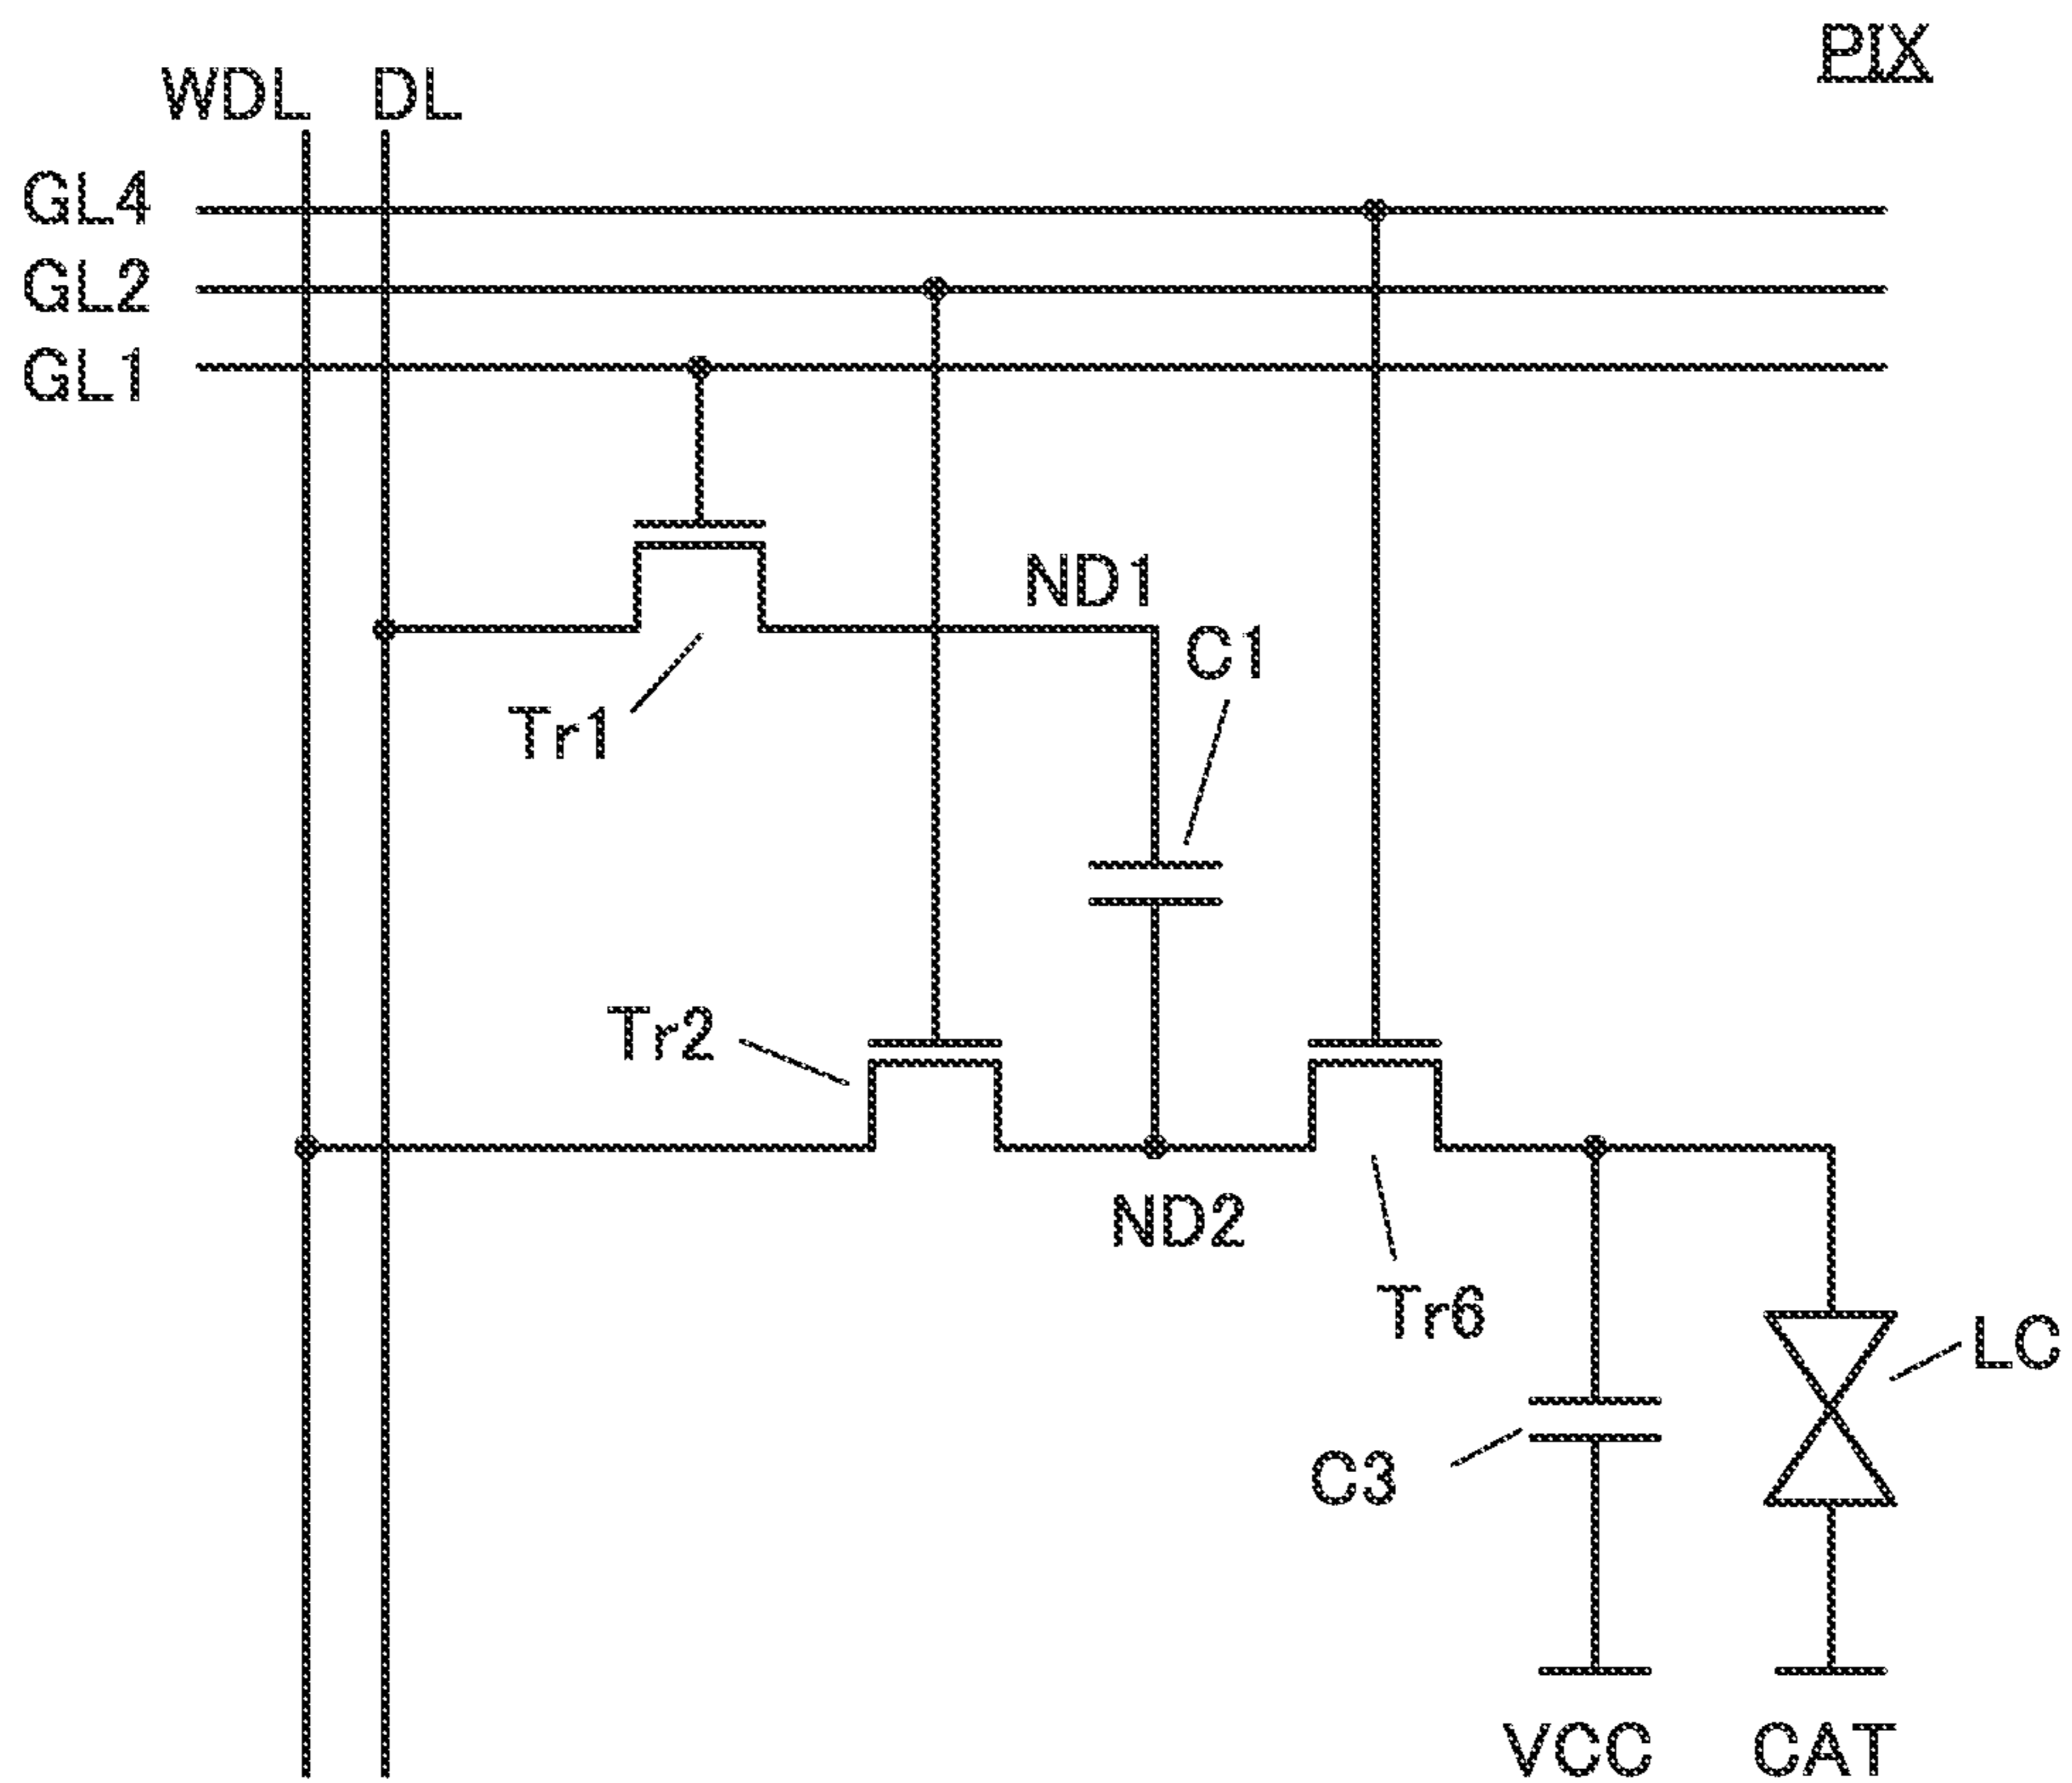 PIX
WDL DL
GL4
GL2
GL1
ND1
C1
Tr1
Tr2
ND2
Tr6
LC
C3
VCC CAT